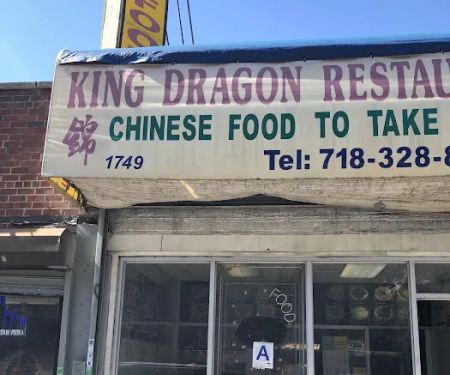 KING DRAGON RESTAU
錦
CHINESE FOOD TO TAKE
1749
Tel: 718-328-8
FOOD
A